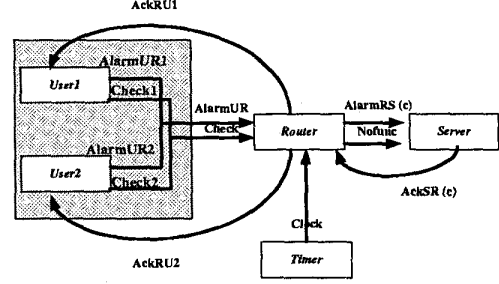 AckRU1
AlarmUR1
User1
Check1
AlarmUR
AlarmRS (c)
Check
Router
Nofunc
Server
AlarmUR2
User2
Check2
AckSR (c)
Clock
AckRU2
Timer